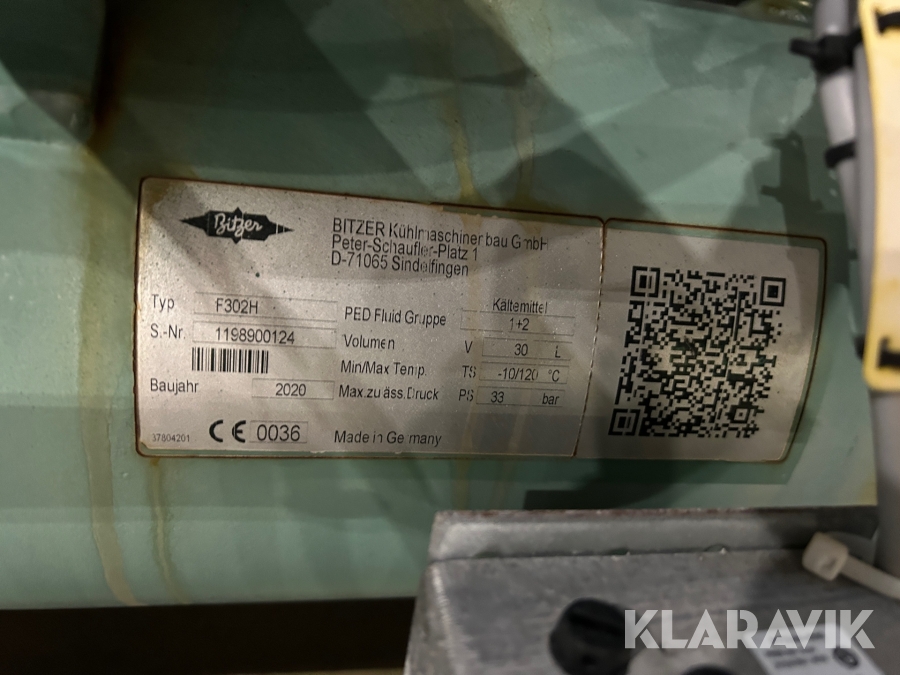 Bitzer
BITZER Kühlmaschinenbau GmbH
Peter-Schaufler-Platz 1
D-71065 Sindelfingen
Typ F302H
S.-Nr. 1198900124
Baujahr 2020
37804201 CE 0036
Kältemittel
PED Fluid Gruppe 1+2
Volumen V 30 L
Min/Max Temp. TS -10/120 °C
Max.zuläss.Druck PS 33 bar
Made in Germany
KLARAVIK